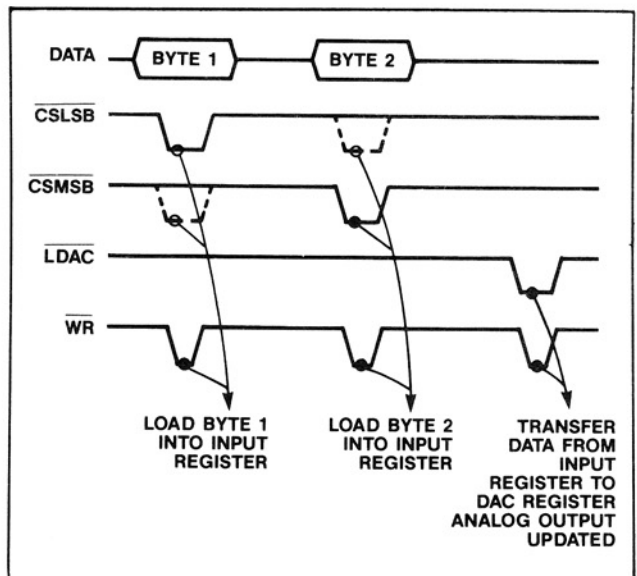 DATA
BYTE 1
BYTE 2
CSLSB
CSMSB
LDAC
WR
LOAD BYTE 1
INTO INPUT
REGISTER
LOAD BYTE 2
INTO INPUT
REGISTER
TRANSFER
DATA FROM
INPUT
REGISTER TO
DAC REGISTER
ANALOG OUTPUT
UPDATED